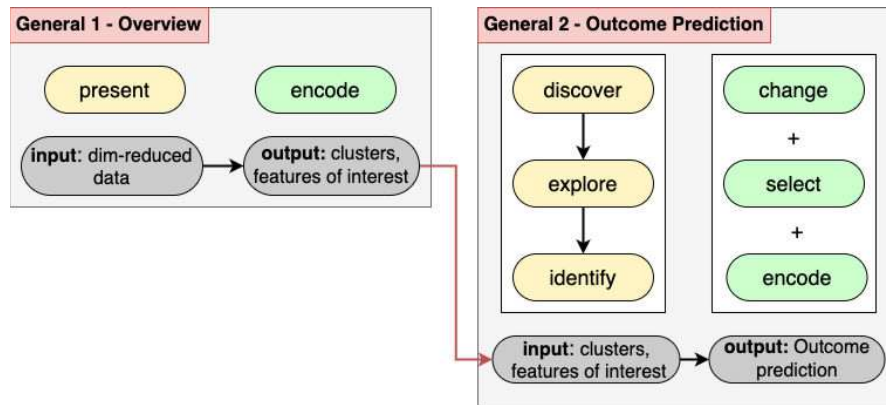 General 1 - Overview
present
encode
input: dim-reduced
data
output: clusters,
features of interest
General 2 - Outcome Prediction
discover
explore
identify
change
+
select
+
encode
input: clusters,
features of interest
output: Outcome
prediction